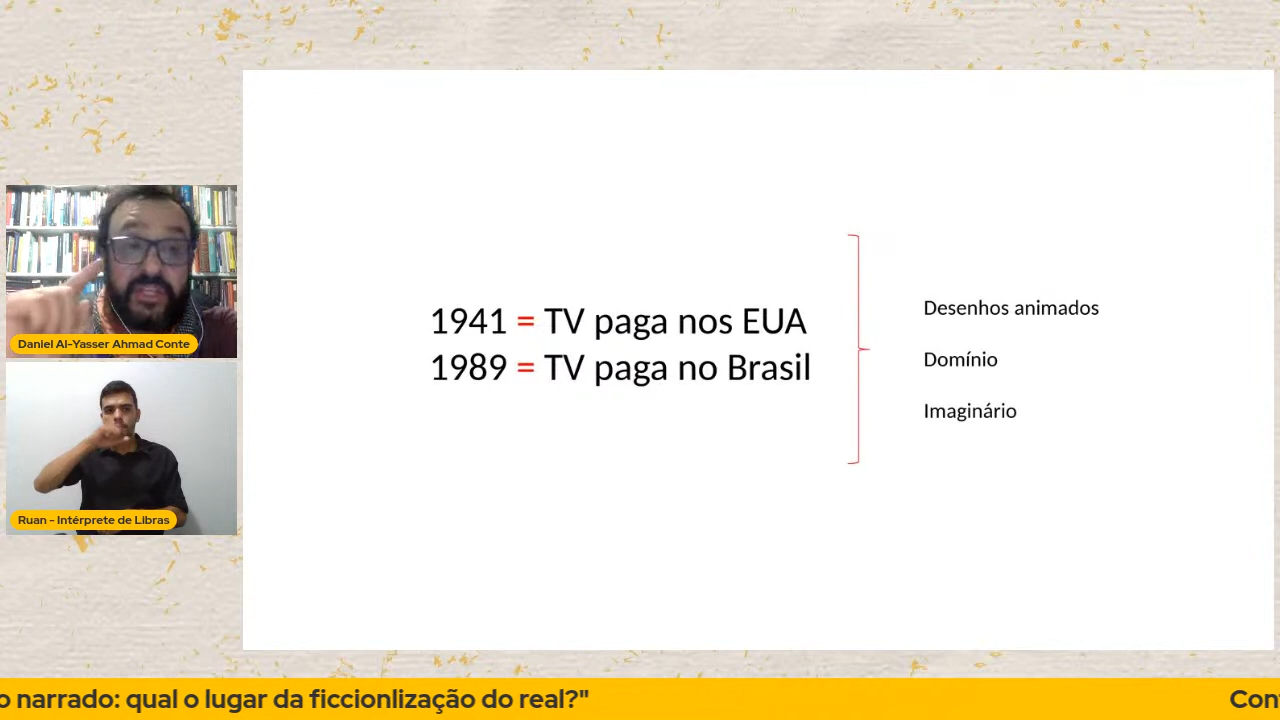 1941 = TV paga nos EUA
1989 = TV paga no Brasil
Desenhos animados
Domínio
Imaginário
Daniel Al-Yasser Ahmad Conte
Ruan - Intérprete de Libras
o narrado: qual o lugar da ficcionlização do real?"
Con